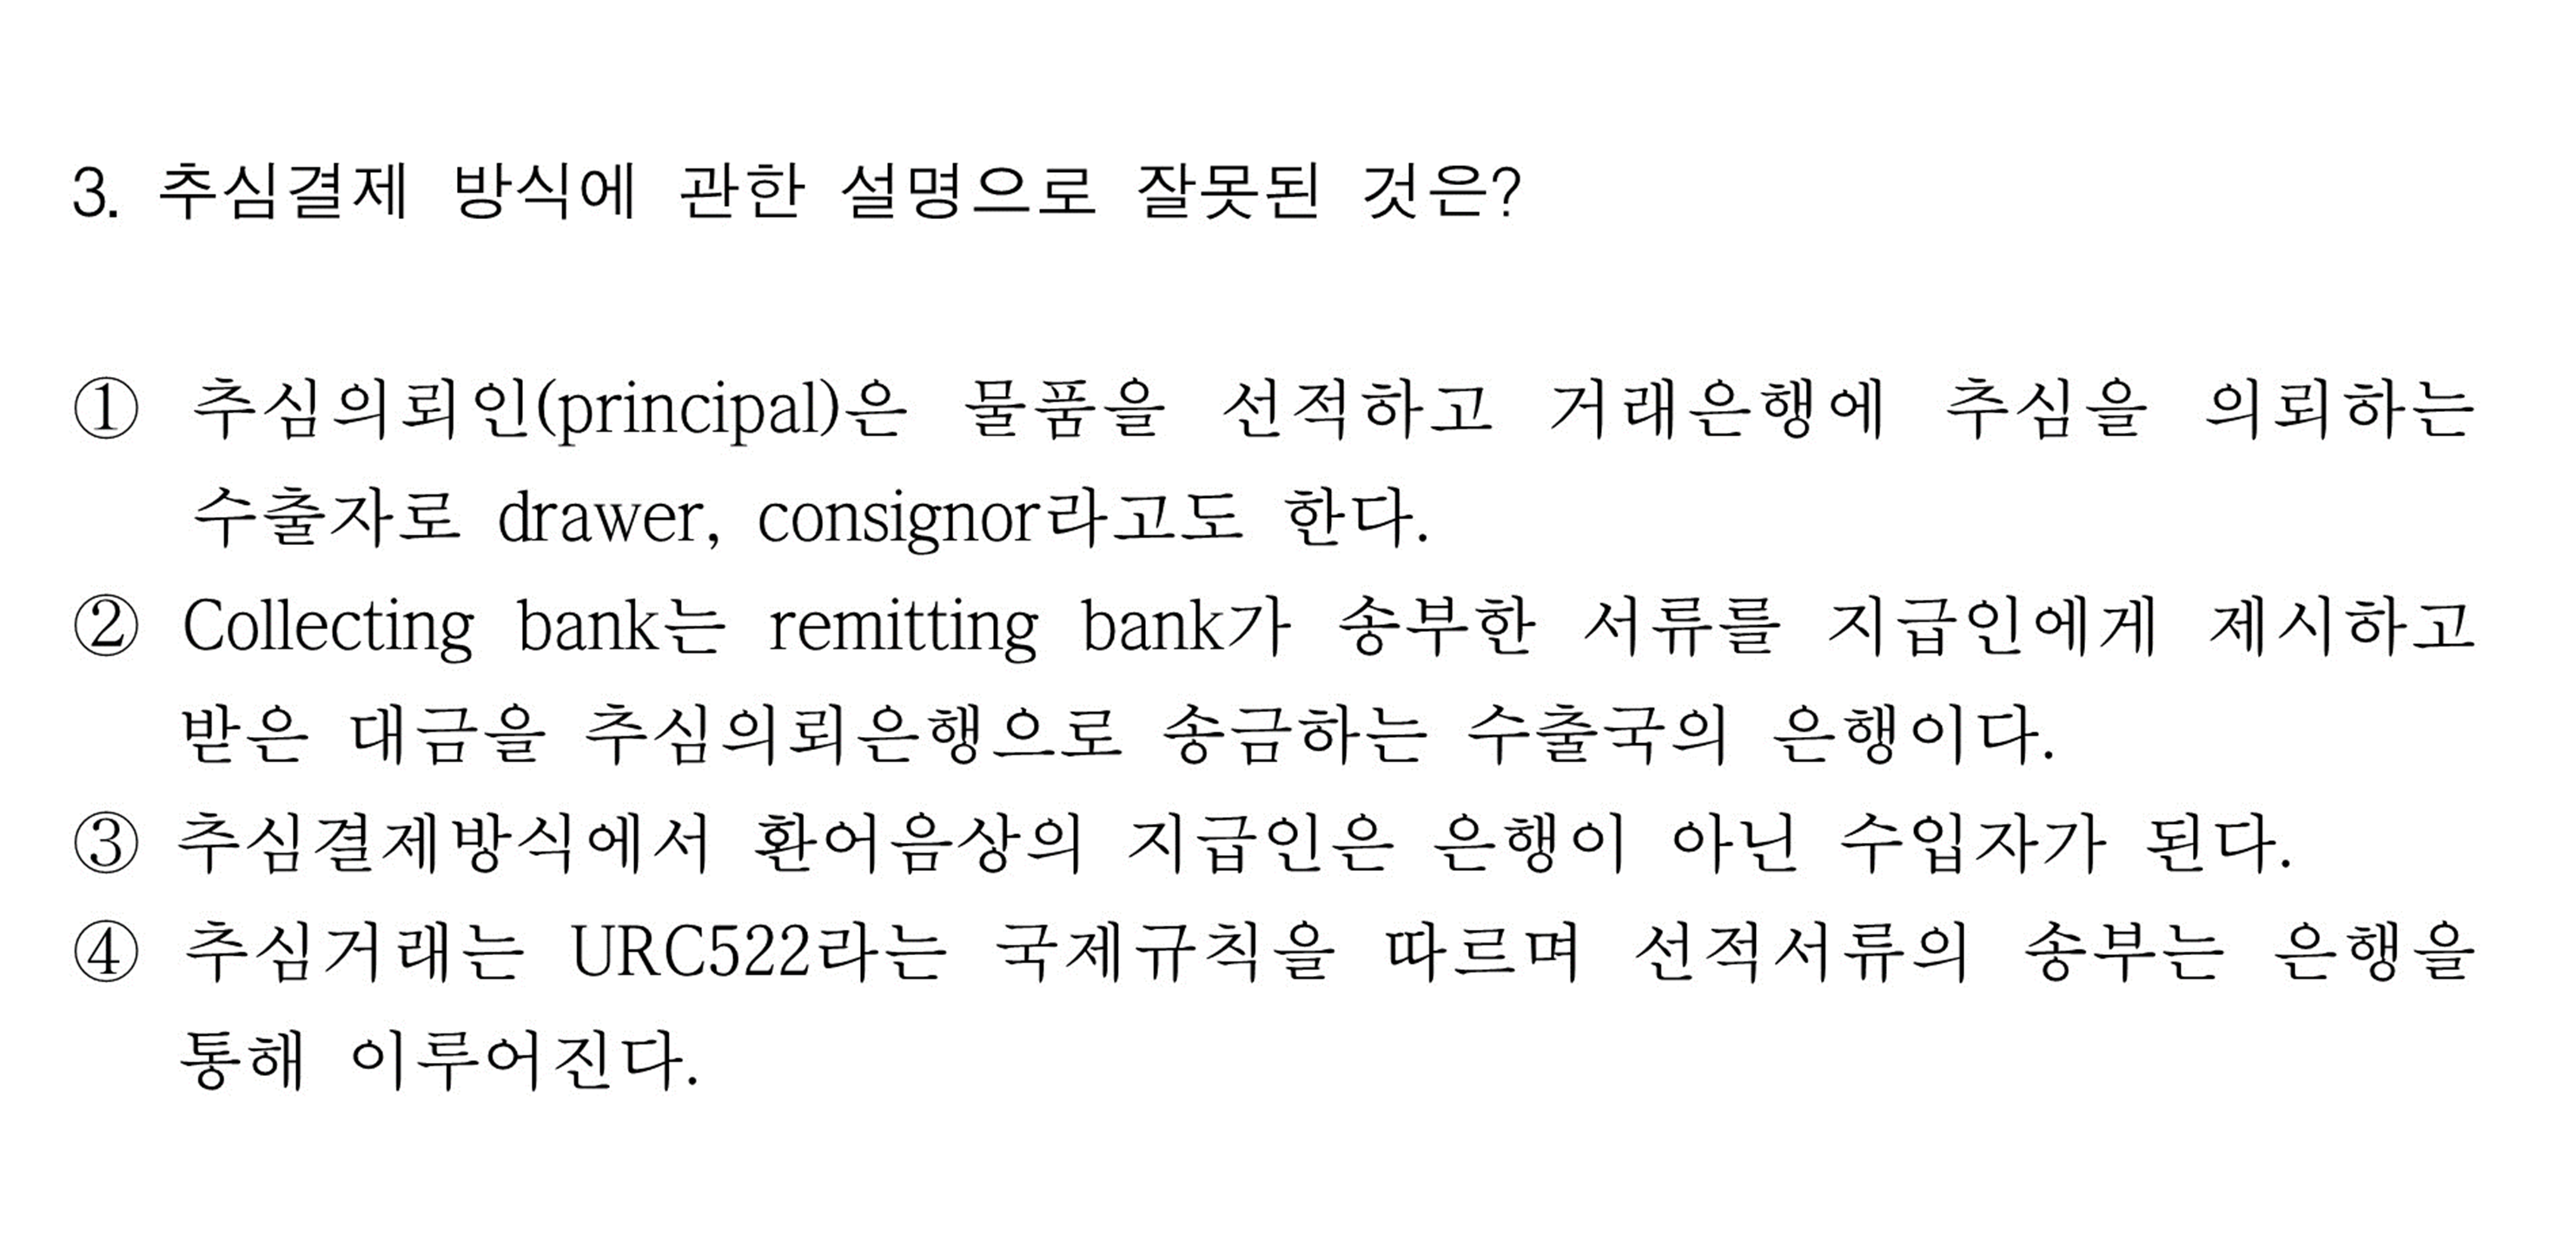 3. 추심결제 방식에 관한 설명으로 잘못된 것은?
① 추심의뢰인(principal)은 물품을 선적하고 거래은행에 추심을 의뢰하는
수출자로 drawer, consignor라고도 한다.
② Collecting bank는 remitting bank가 송부한 서류를 지급인에게 제시하고
받은 대금을 추심의뢰은행으로 송금하는 수출국의 은행이다.
③ 추심결제방식에서 환어음상의 지급인은 은행이 아닌 수입자가 된다.
④ 추심거래는 URC522라는 국제규칙을 따르며 선적서류의 송부는 은행을
통해 이루어진다.